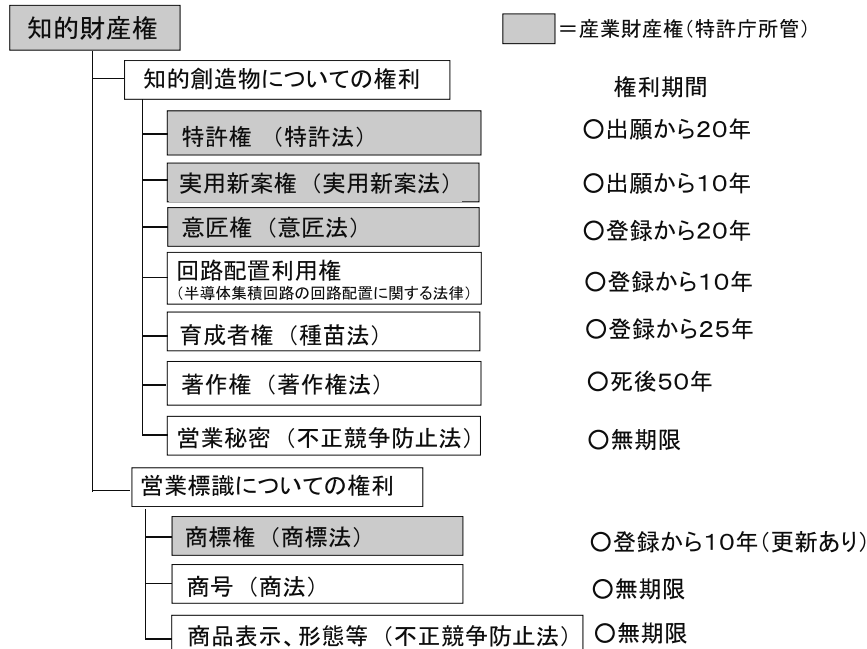 知的財産権
＝産業財産権(特許庁所管)
知的創造物についての権利
権利期間
特許権 (特許法)
〇出願から20年
実用新案権 (実用新案法)
〇出願から10年
意匠権 (意匠法)
〇登録から20年
回路配置利用権
(半導体集積回路の回路配置に関する法律)
〇登録から10年
育成者権 (種苗法)
〇登録から25年
著作権 (著作権法)
〇死後50年
営業秘密 (不正競争防止法)
〇無期限
営業標識についての権利
商標権 (商標法)
〇登録から10年(更新あり)
商号 (商法)
〇無期限
商品表示、形態等 (不正競争防止法)
〇無期限